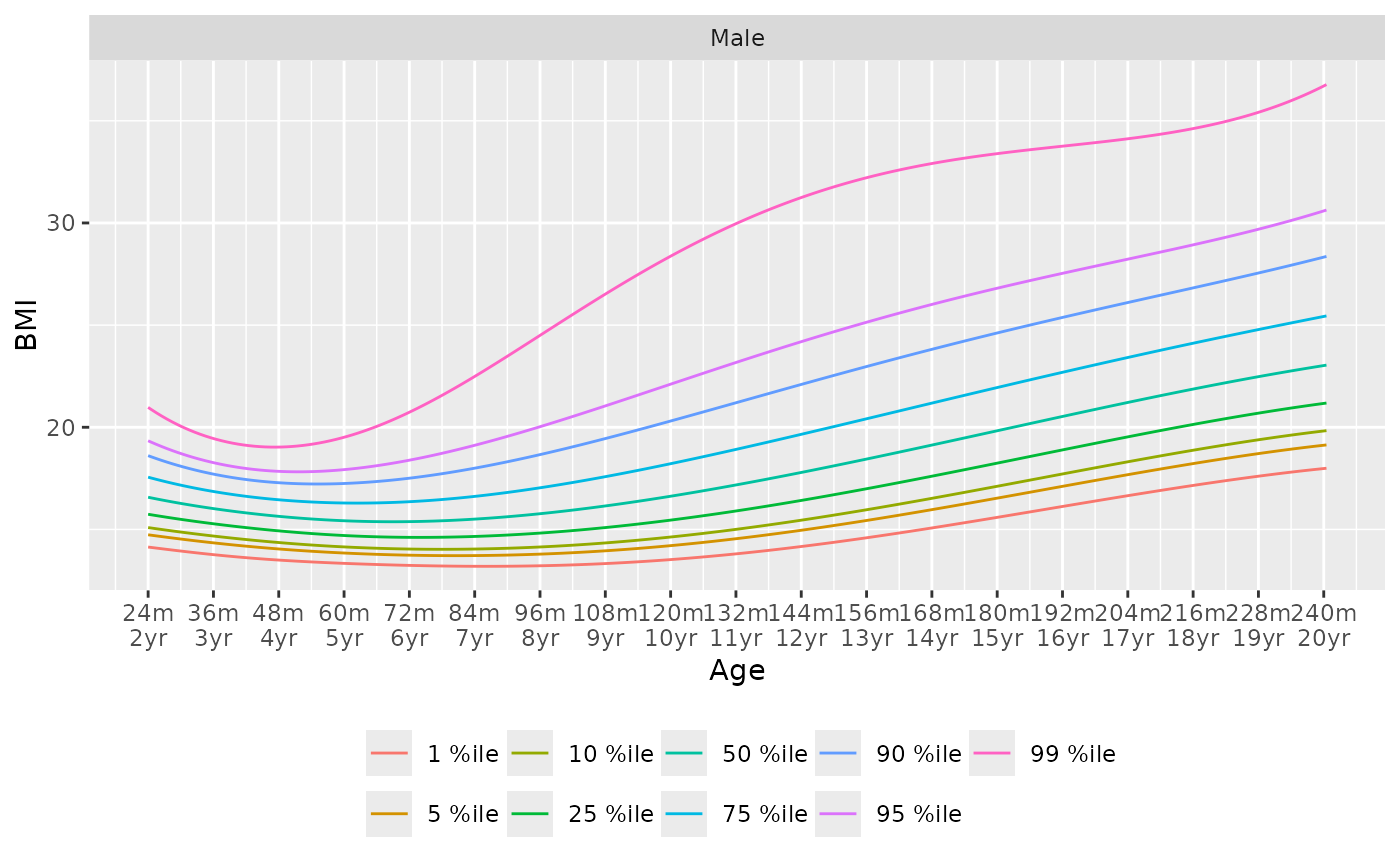 Male
30
20
BMI
24m 36m 48m 60m 72m 84m 96m 108m 120m 132m 144m 156m 168m 180m 192m 204m 216m 228m 240m
2yr 3yr 4yr 5yr 6yr 7yr 8yr 9yr 10yr 11yr 12yr 13yr 14yr 15yr 16yr 17yr 18yr 19yr 20yr
Age
1 %ile 10 %ile 50 %ile 90 %ile 99 %ile
5 %ile 25 %ile 75 %ile 95 %ile